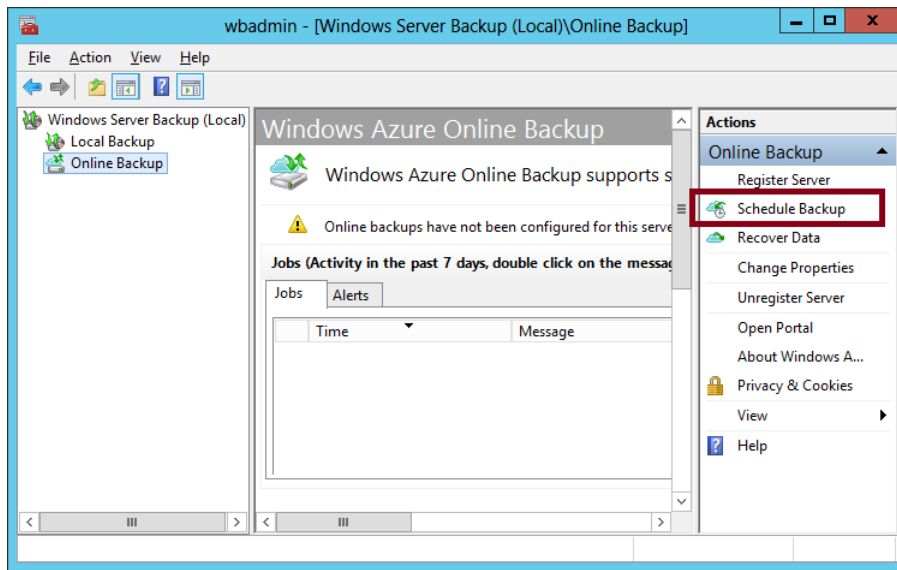 wbadmin - [Windows Server Backup (Local)\Online Backup]
File Action View Help
Windows Server Backup (Local)
Local Backup
Online Backup
Windows Azure Online Backup
Windows Azure Online Backup supports s
Online backups have not been configured for this serve
Jobs (Activity in the past 7 days, double click on the messag
Jobs Alerts
Time Message
Actions
Online Backup
Register Server
Schedule Backup
Recover Data
Change Properties
Unregister Server
Open Portal
About Windows A...
Privacy & Cookies
View
Help